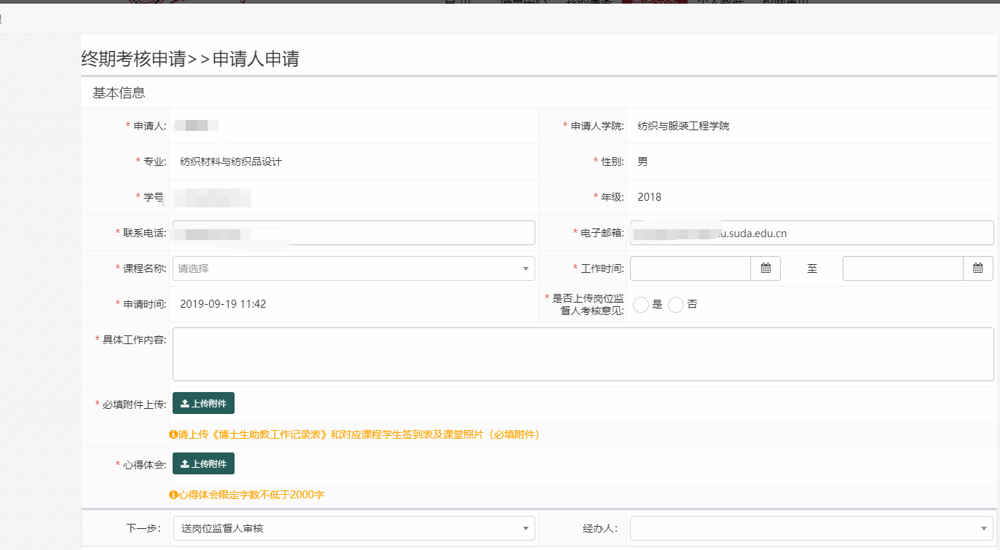 终期考核申请>>申请人申请
基本信息
* 申请人:
* 申请人学院: 纺织与服装工程学院
* 专业: 纺织材料与纺织品设计
* 性别: 男
* 学号
* 年级: 2018
* 联系电话:
* 电子邮箱: .suda.edu.cn
* 课程名称: 请选择
* 工作时间: 至
* 申请时间: 2019-09-19 11:42
* 是否上传岗位监
督人考核意见: 是 否
* 具体工作内容:
* 必填附件上传: 上传附件
请上传《博士生助教工作记录表》和对应课程学生签到表及课堂照片（必填附件）
* 心得体会: 上传附件
心得体会限定字数不低于2000字
下一步: 送岗位监督人审核
经办人: